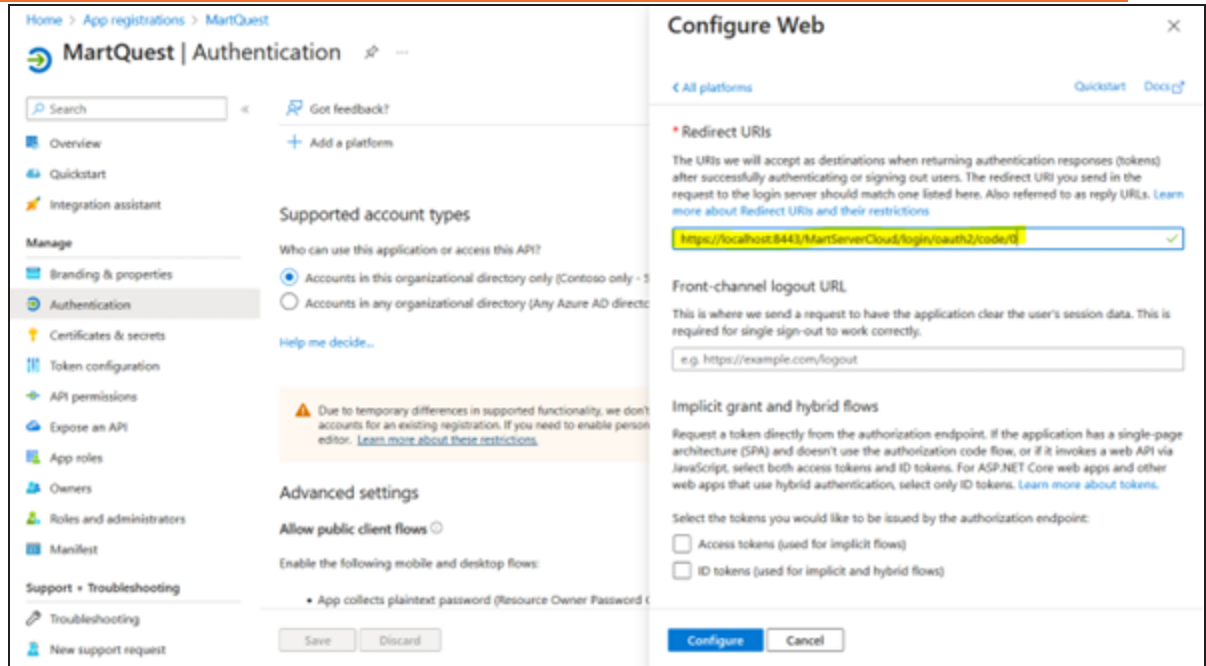 Home > App registrations > MartQuest
MartQuest | Authentication
Search
Overview
Quickstart
Integration assistant
Manage
Branding & properties
Authentication
Certificates & secrets
Token configuration
API permissions
Expose an API
App roles
Owners
Roles and administrators
Manifest
Support + Troubleshooting
Troubleshooting
New support request
Got feedback?
Add a platform
Supported account types
Who can use this application or access this API?
Accounts in this organizational directory only (Contoso only -
Accounts in any organizational directory (Any Azure AD directo
Help me decide...
Due to temporary differences in supported functionality, we don't
accounts for an existing registration. If you need to enable person
editor. Learn more about these restrictions.
Advanced settings
Allow public client flows
Enable the following mobile and desktop flows:
• App collects plaintext password (Resource Owner Password
Save Discard
Configure Web
All platforms
Quickstart Docs
* Redirect URIs
The URIs we will accept as destinations when returning authentication responses (tokens)
after successfully authenticating or signing out users. The redirect URI you send in the
request to the login server should match one listed here. Also referred to as reply URLs. Learn
more about Redirect URIs and their restrictions
https://localhost:8443/MartServerCloud/login/oauth2/code/0
Front-channel logout URL
This is where we send a request to have the application clear the user's session data. This is
required for single sign-out to work correctly.
e.g. https://example.com/logout
Implicit grant and hybrid flows
Request a token directly from the authorization endpoint. If the application has a single-page
architecture (SPA) and doesn't use the authorization code flow, or if it invokes a web API via
JavaScript, select both access tokens and ID tokens. For ASP.NET Core web apps and other
web apps that use hybrid authentication, select only ID tokens. Learn more about tokens.
Select the tokens you would like to be issued by the authorization endpoint:
Access tokens (used for implicit flows)
ID tokens (used for implicit and hybrid flows)
Configure Cancel